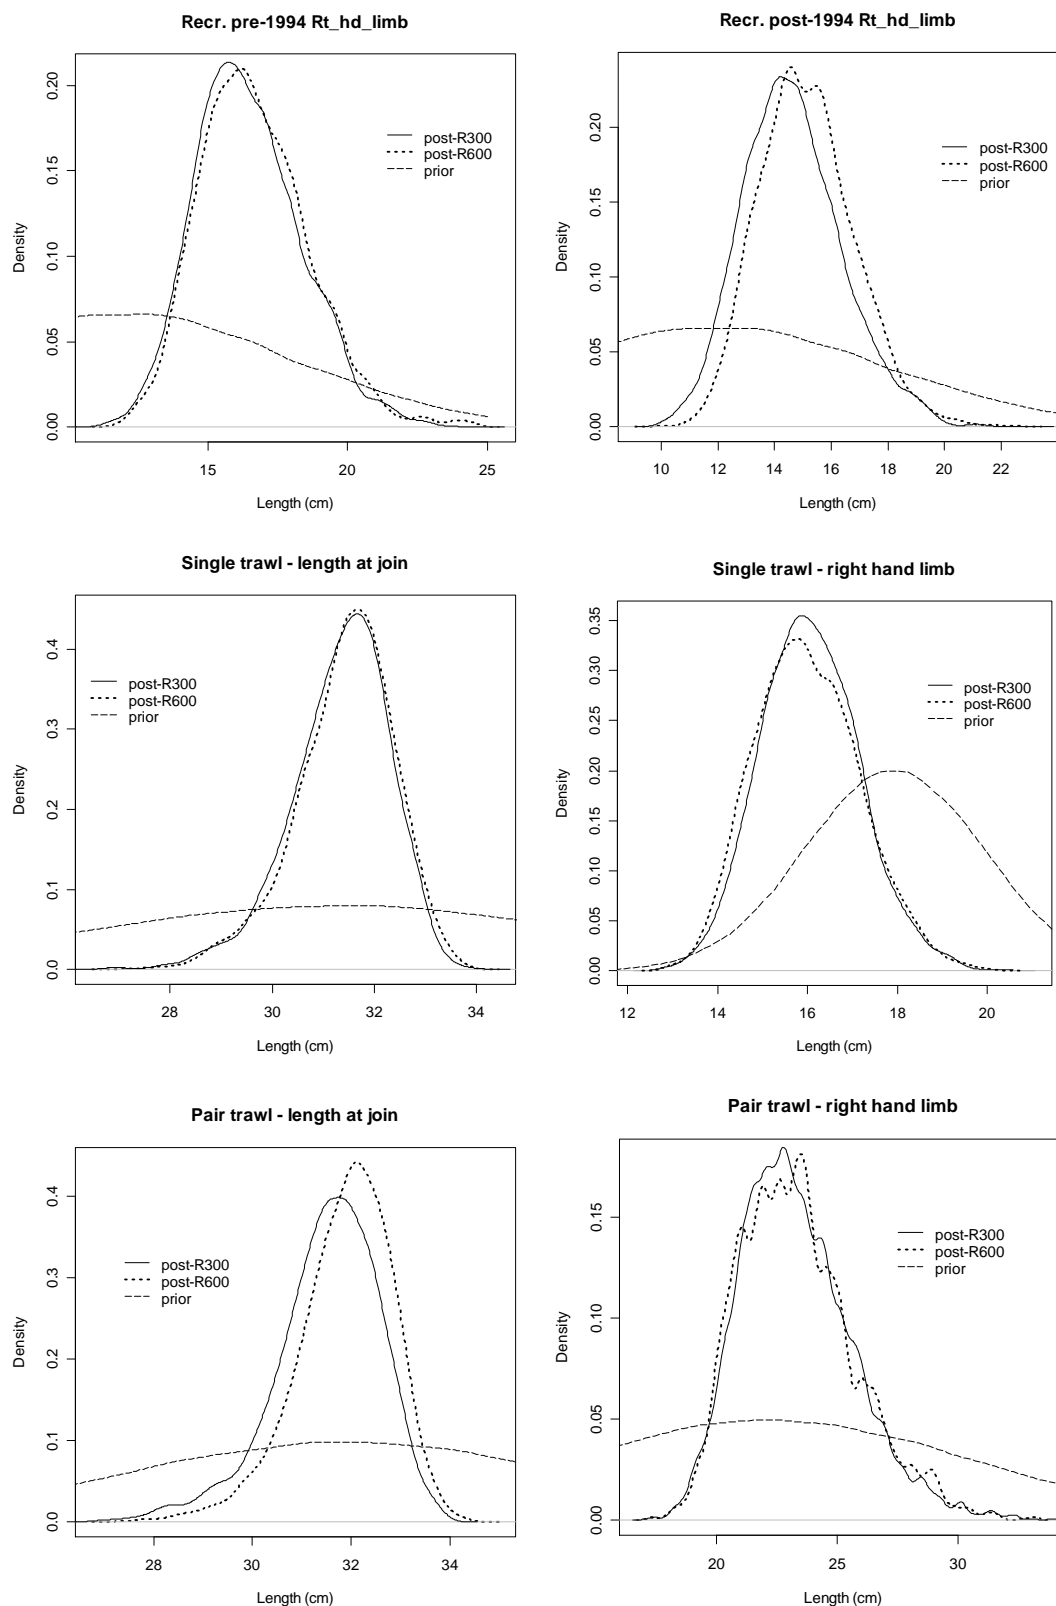 Recr. pre-1994 Rt_hd_limb
Density
0.00
0.05
0.10
0.15
0.20
post-R300
post-R600
prior
15
20
25
Length (cm)
Recr. post-1994 Rt_hd_limb
Density
0.00
0.05
0.10
0.15
0.20
post-R300
post-R600
prior
10
12
14
16
18
20
22
Length (cm)
Single trawl - length at join
Density
0.0
0.1
0.2
0.3
0.4
post-R300
post-R600
prior
28
30
32
34
Length (cm)
Single trawl - right hand limb
Density
0.00
0.05
0.10
0.15
0.20
0.25
0.30
0.35
post-R300
post-R600
prior
12
14
16
18
20
Length (cm)
Pair trawl - length at join
Density
0.0
0.1
0.2
0.3
0.4
post-R300
post-R600
prior
28
30
32
34
Length (cm)
Pair trawl - right hand limb
Density
0.00
0.05
0.10
0.15
post-R300
post-R600
prior
20
25
30
Length (cm)